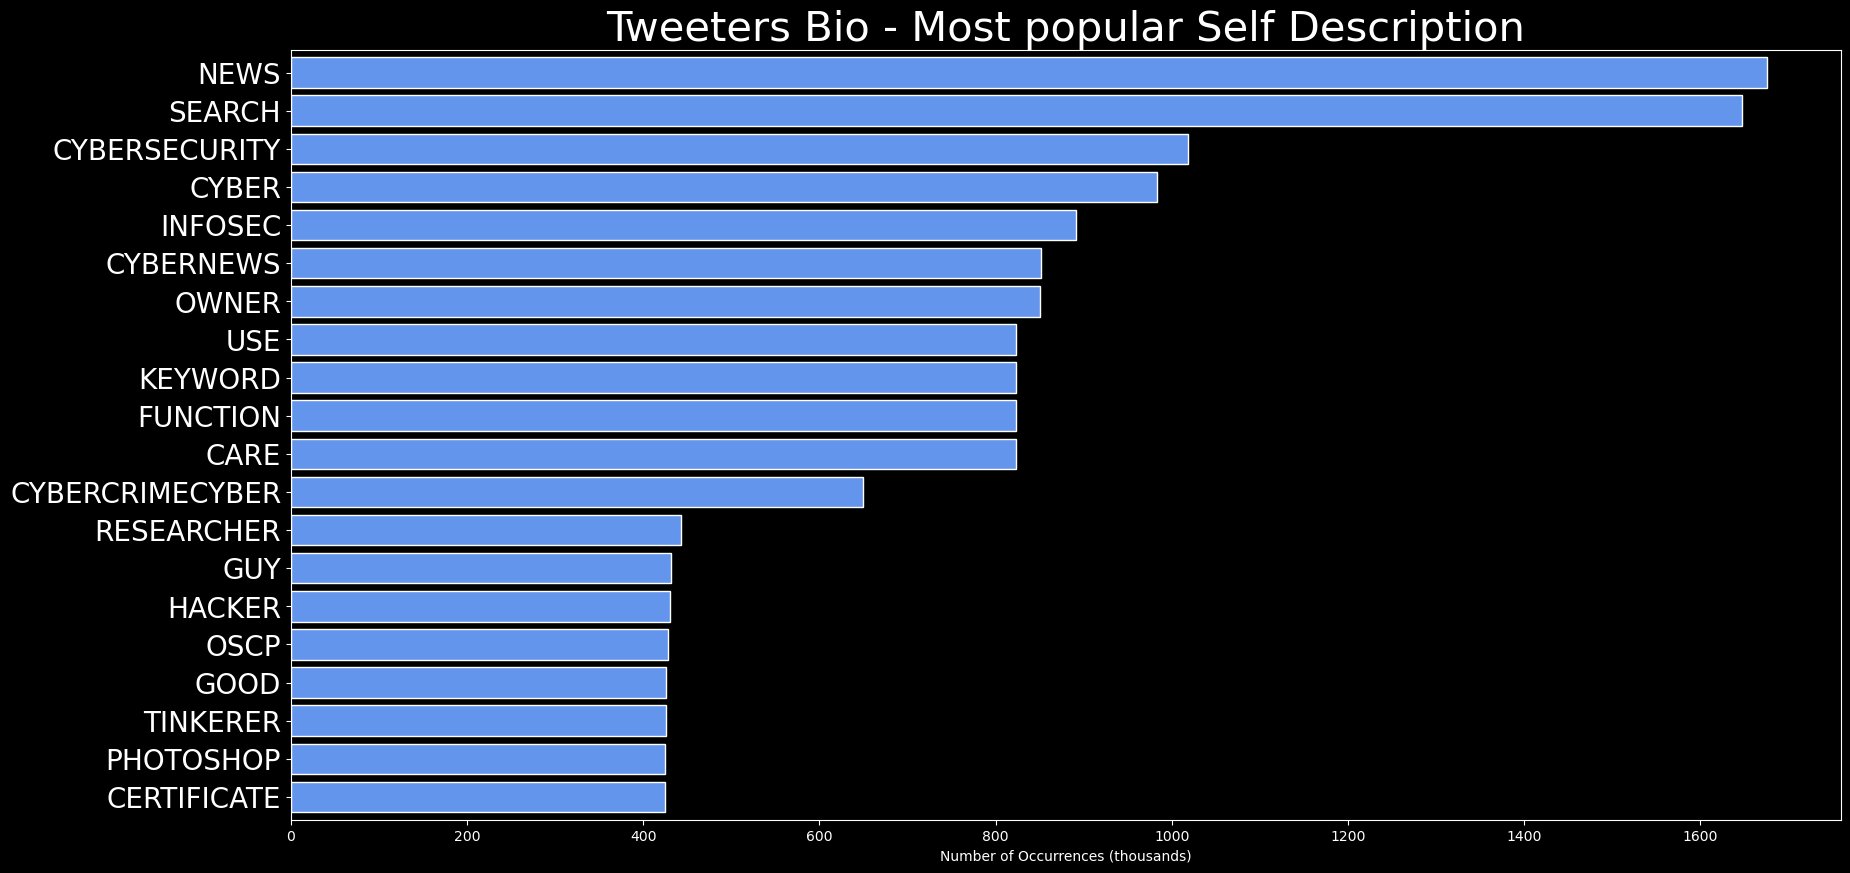 Tweeters Bio - Most popular Self Description
NEWS
SEARCH
CYBERSECURITY
CYBER
INFOSEC
CYBERNEWS
OWNER
USE
KEYWORD
FUNCTION
CARE
CYBERCRIMECYBER
RESEARCHER
GUY
HACKER
OSCP
GOOD
TINKERER
PHOTOSHOP
CERTIFICATE
0 200 400 600 800 1000 1200 1400 1600
Number of Occurrences (thousands)